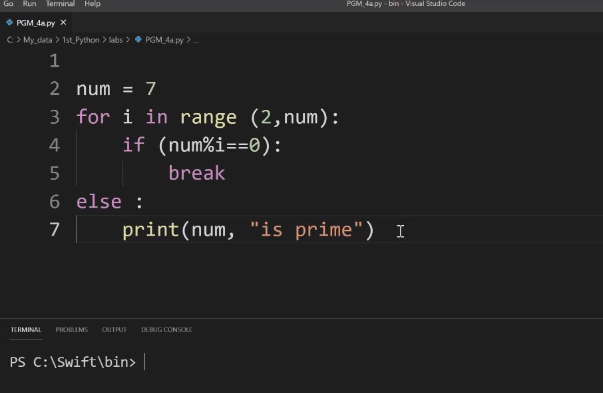 Go Run Terminal Help PGM_4a.py - bin - Visual Studio Code
PGM_4a.py ×
C: > My_data > 1st_Python > labs > PGM_4a.py > ...
1
2 num = 7
3 for i in range (2,num):
4 if (num%i==0):
5 break
6 else :
7 print(num, "is prime")
TERMINAL PROBLEMS OUTPUT DEBUG CONSOLE
PS C:\Swift\bin>